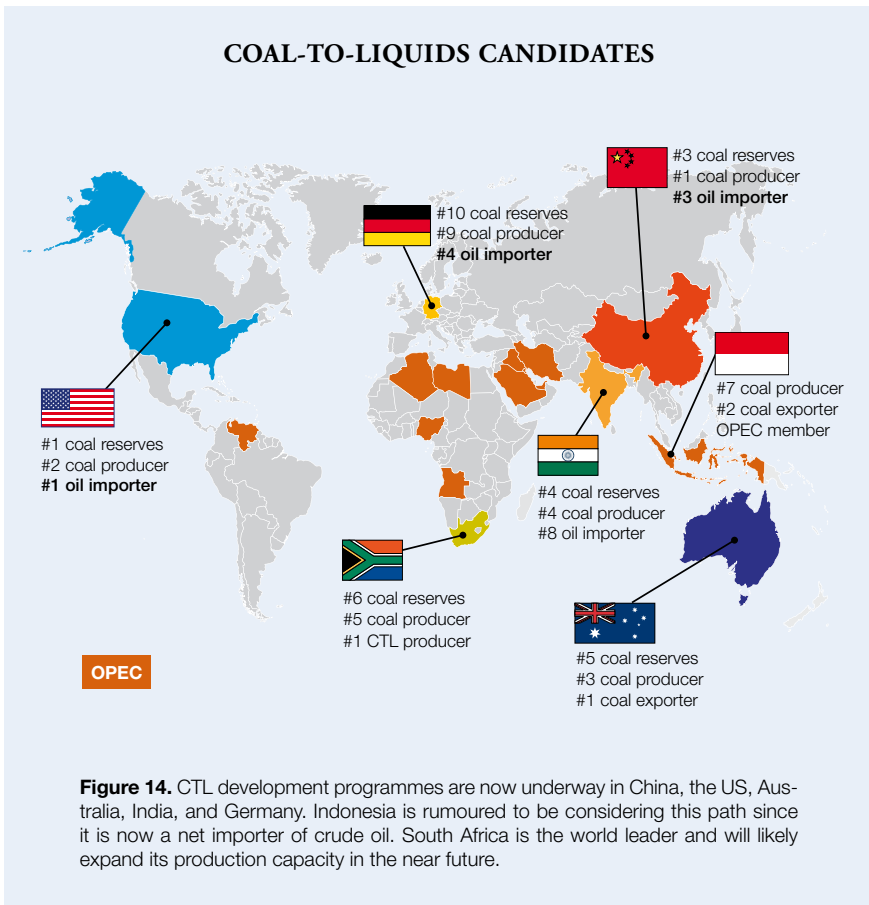 COAL-TO-LIQUIDS CANDIDATES
#3 coal reserves
#1 coal producer
#3 oil importer
#10 coal reserves
#9 coal producer
#4 oil importer
#7 coal producer
#2 coal exporter
OPEC member
#1 coal reserves
#2 coal producer
#1 oil importer
#4 coal reserves
#4 coal producer
#8 oil importer
#6 coal reserves
#5 coal producer
#1 CTL producer
#5 coal reserves
#3 coal producer
#1 coal exporter
OPEC
Figure 14. CTL development programmes are now underway in China, the US, Aus-
tralia, India, and Germany. Indonesia is rumoured to be considering this path since
it is now a net importer of crude oil. South Africa is the world leader and will likely
expand its production capacity in the near future.